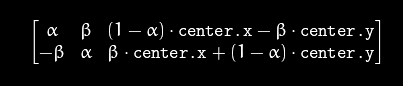 α β (1 − α) · center.x − β · center.y
−β α β · center.x + (1 − α) · center.y